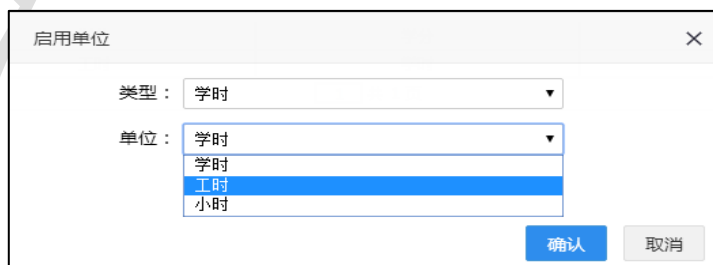 启用单位 ×
类型： 学时 ▼
单位： 学时 ▼
学时
工时
小时
确认 取消